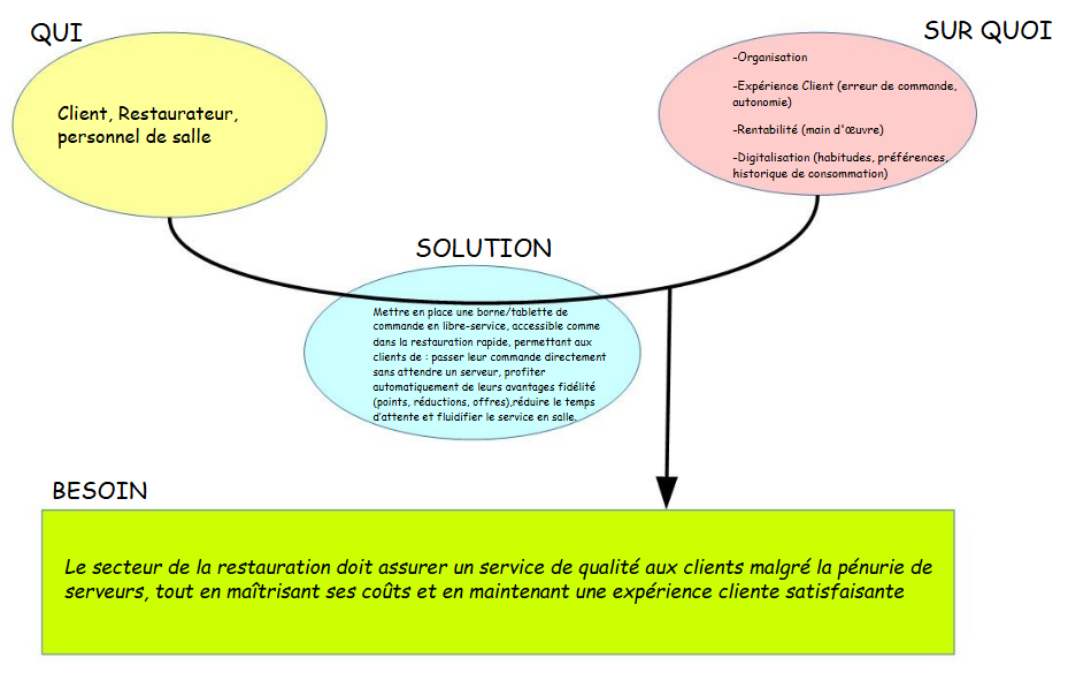 QUI
SUR QUOI
Client, Restaurateur,
personnel de salle
-Organisation
-Expérience Client (erreur de commande,
autonomie)
-Rentabilité (main d'œuvre)
-Digitalisation (habitudes, préférences,
historique de consommation)
SOLUTION
Mettre en place une borne/tablette de
commande en libre-service, accessible comme
dans la restauration rapide, permettant aux
clients de : passer leur commande directement
sans attendre un serveur, profiter
automatiquement de leurs avantages fidélité
(points, réductions, offres),réduire le temps
d'attente et fluidifier le service en salle.
BESOIN
Le secteur de la restauration doit assurer un service de qualité aux clients malgré la pénurie de
serveurs, tout en maîtrisant ses coûts et en maintenant une expérience cliente satisfaisante